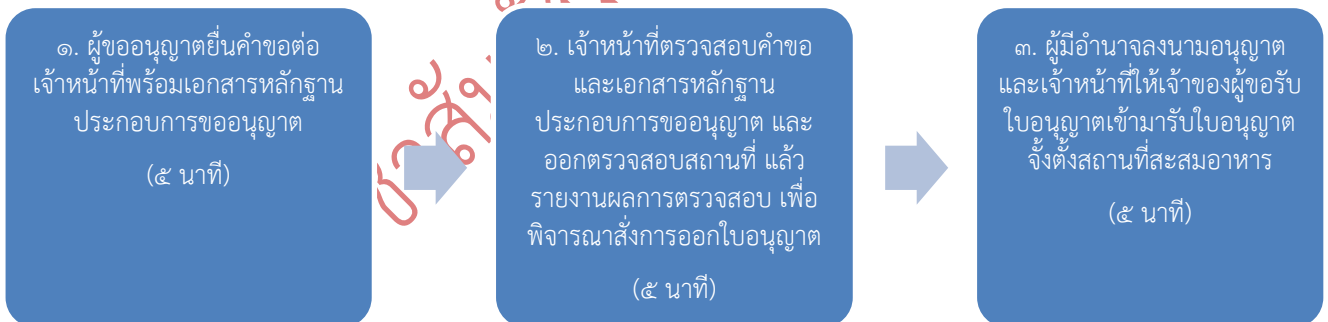 ๑. ผู้ขออนุญาตยื่นคำขอต่อ
เจ้าหน้าที่พร้อมเอกสารหลักฐาน
ประกอบการขออนุญาต
(๕ นาที)
๒. เจ้าหน้าที่ตรวจสอบคำขอ
และเอกสารหลักฐาน
ประกอบการขออนุญาต และ
ออกตรวจสอบสถานที่ แล้ว
รายงานผลการตรวจสอบ เพื่อ
พิจารณาสั่งการออกใบอนุญาต
(๕ นาที)
๓. ผู้มีอำนาจลงนามอนุญาต
และเจ้าหน้าที่ให้เจ้าของผู้ขอรับ
ใบอนุญาตเข้ามารับใบอนุญาต
จั้งตั้งสถานที่สะสมอาหาร
(๕ นาที)